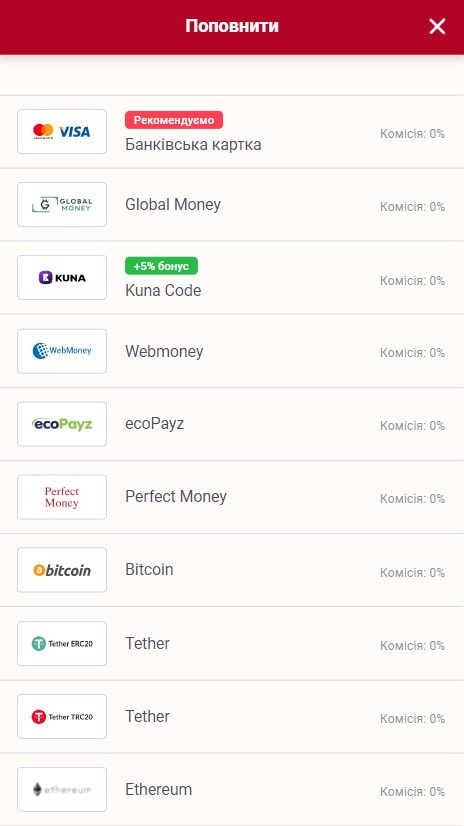 Поповнити
VISA
Рекомендуємо
Банківська картка
Комісія: 0%
GLOBAL
MONEY
Global Money
Комісія: 0%
KUNA
+5% бонус
Kuna Code
Комісія: 0%
WebMoney
Webmoney
Комісія: 0%
ecoPayz
ecoPayz
Комісія: 0%
Perfect
Money
Perfect Money
Комісія: 0%
bitcoin
Bitcoin
Комісія: 0%
Tether ERC20
Tether
Комісія: 0%
Tether TRC20
Tether
Комісія: 0%
ethereum
Ethereum
Комісія: 0%